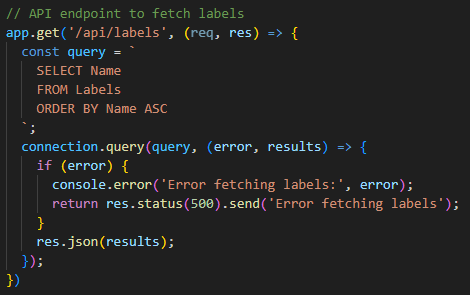 // API endpoint to fetch labels
app.get('/api/labels', (req, res) => {
  const query = `
    SELECT Name
    FROM Labels
    ORDER BY Name ASC
  `;
  connection.query(query, (error, results) => {
    if (error) {
      console.error('Error fetching labels:', error);
      return res.status(500).send('Error fetching labels');
    }
    res.json(results);
  });
})